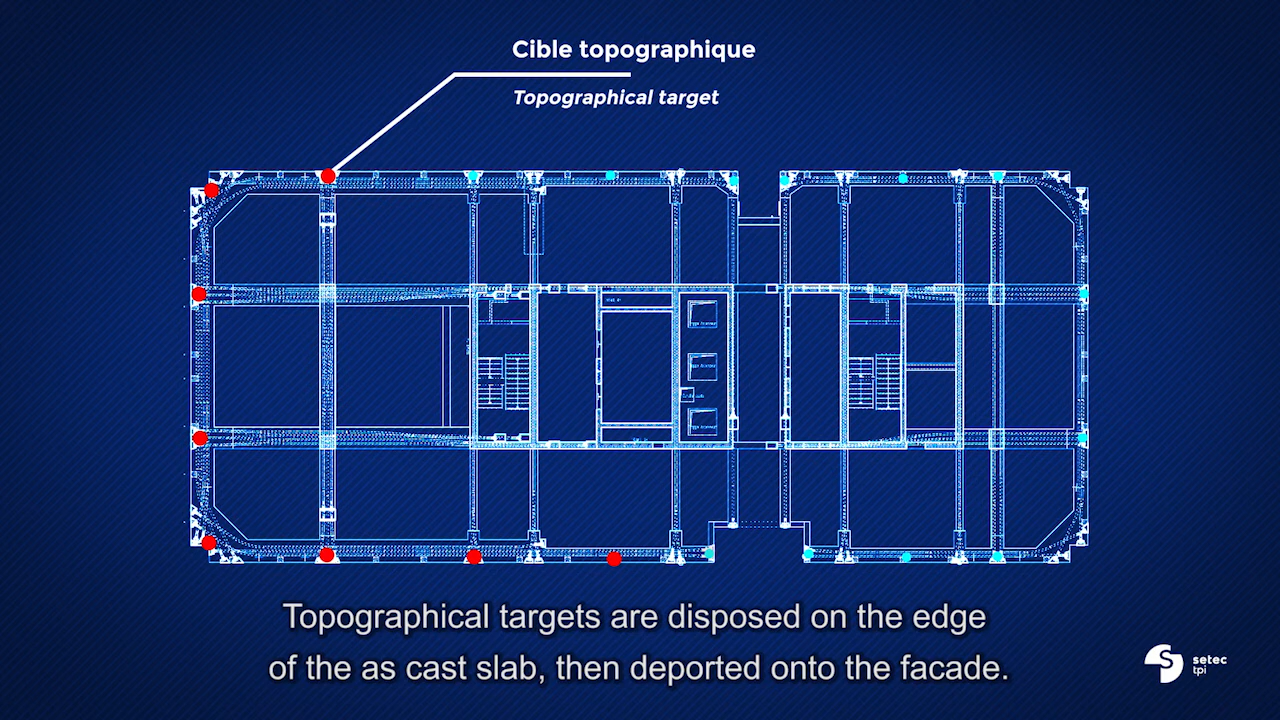 Cible topographique
Topographical target
Topographical targets are disposed on the edge
of the as cast slab, then deported onto the facade.
setec
tpi